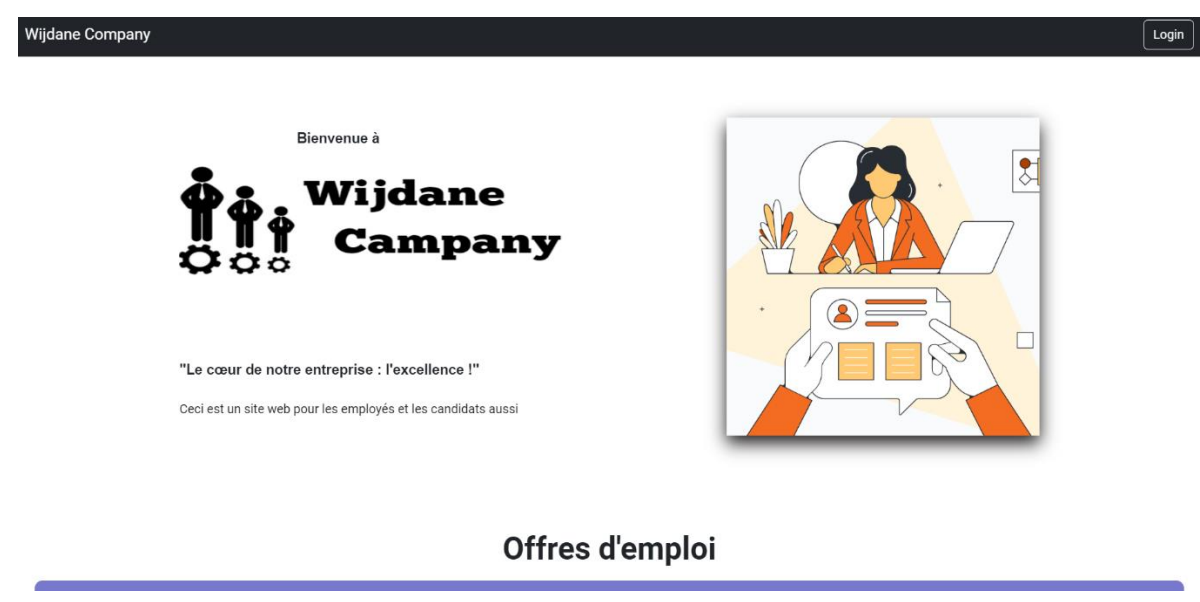 Wijdane Company
Login
Bienvenue à
Wijdane
Campany
"Le cœur de notre entreprise : l'excellence !"
Ceci est un site web pour les employés et les candidats aussi
Offres d'emploi